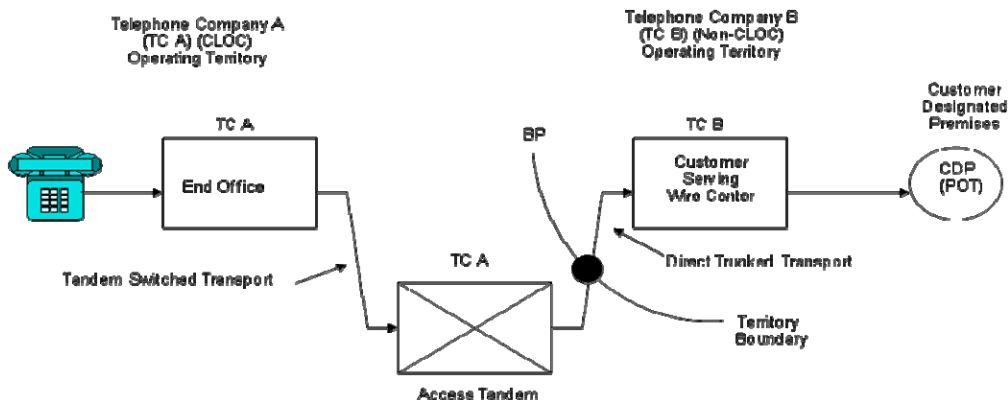 Telephone Company A
(TC A) (CLOC)
Operating Territory
Telephone Company B
(TC B) (Non-CLOC)
Operating Territory
Customer
Designated
Premises
TC A
End Office
BP
TC B
Customer
Serving
Wire Center
CDP
(POT)
Tandem Switched Transport
TC A
Direct Trunked Transport
Territory
Boundary
Access Tandem